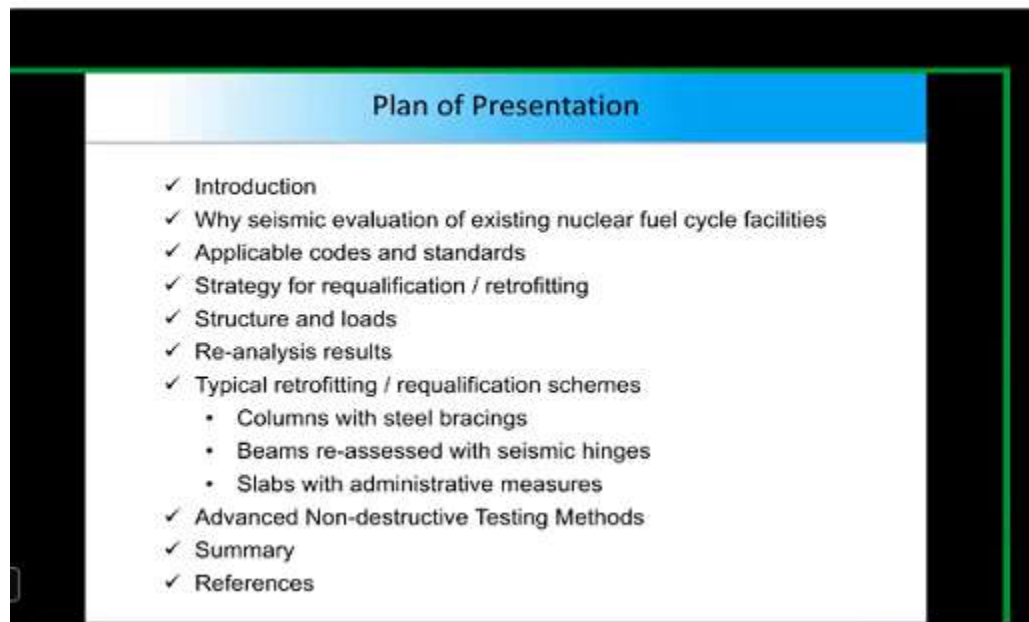 Plan of Presentation
✓ Introduction
✓ Why seismic evaluation of existing nuclear fuel cycle facilities
✓ Applicable codes and standards
✓ Strategy for requalification / retrofitting
✓ Structure and loads
✓ Re-analysis results
✓ Typical retrofitting / requalification schemes
• Columns with steel bracings
• Beams re-assessed with seismic hinges
• Slabs with administrative measures
✓ Advanced Non-destructive Testing Methods
✓ Summary
✓ References